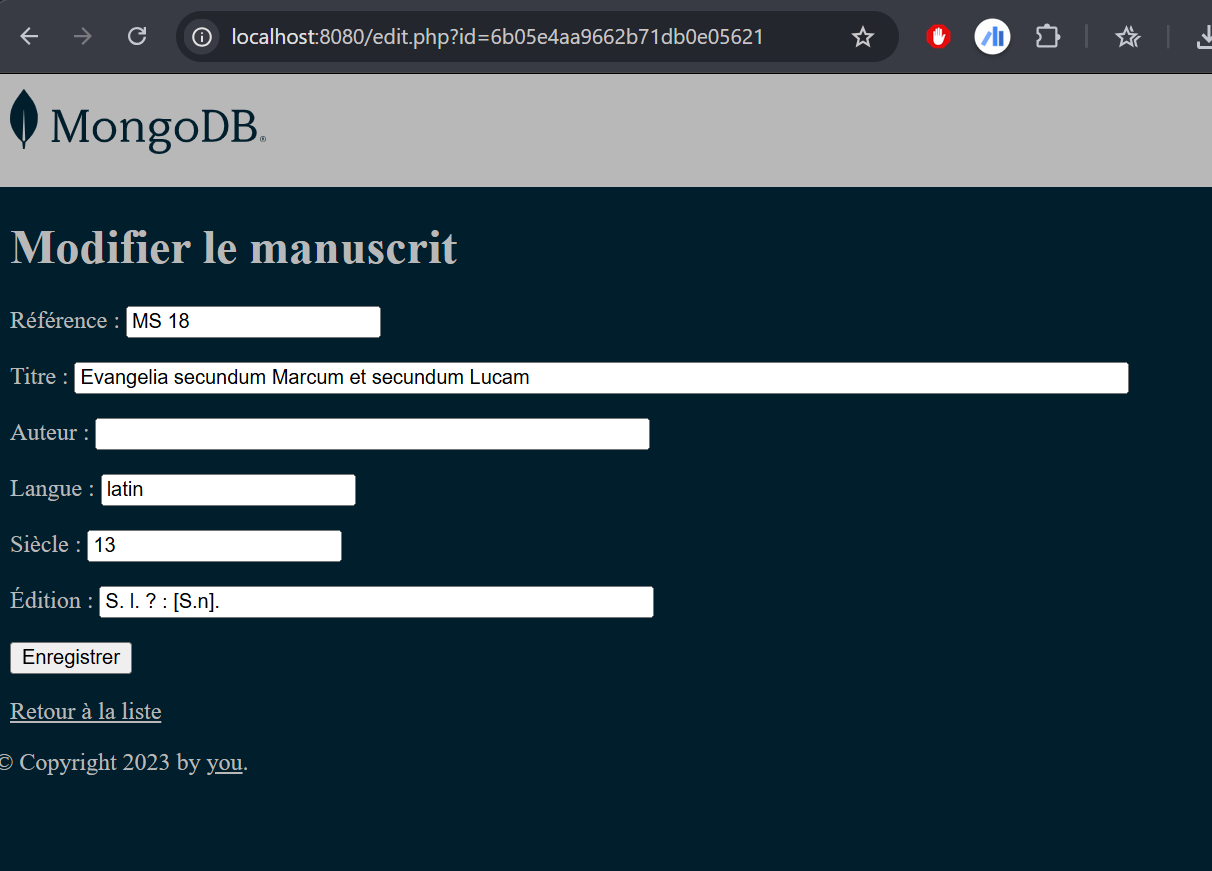 localhost:8080/edit.php?id=6b05e4aa9662b71db0e05621
MongoDB®
Modifier le manuscrit
Référence : MS 18
Titre : Evangelia secundum Marcum et secundum Lucam
Auteur :
Langue : latin
Siècle : 13
Édition : S. l. ? : [S.n].
Enregistrer
Retour à la liste
© Copyright 2023 by you.